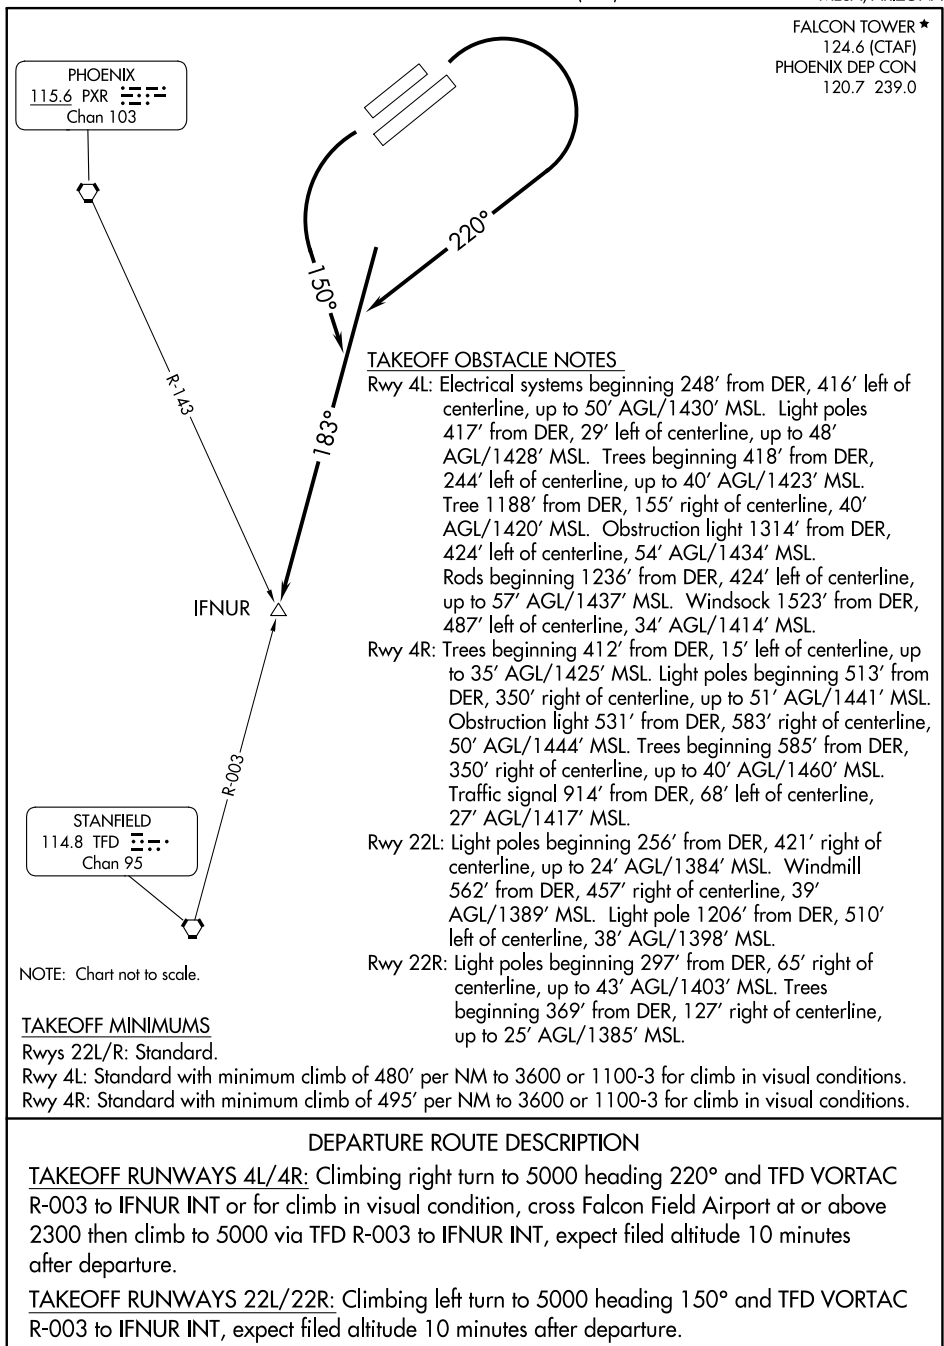 FALCON TOWER ★
124.6 (CTAF)
PHOENIX DEP CON
120.7 239.0
PHOENIX
115.6 PXR
Chan 103
220°
150°
183°
R-143
IFNUR
R-003
STANFIELD
114.8 TFD
Chan 95
NOTE: Chart not to scale.
TAKEOFF OBSTACLE NOTES
Rwy 4L: Electrical systems beginning 248' from DER, 416' left of
centerline, up to 50' AGL/1430' MSL. Light poles
417' from DER, 29' left of centerline, up to 48'
AGL/1428' MSL. Trees beginning 418' from DER,
244' left of centerline, up to 40' AGL/1423' MSL.
Tree 1188' from DER, 155' right of centerline, 40'
AGL/1420' MSL. Obstruction light 1314' from DER,
424' left of centerline, 54' AGL/1434' MSL.
Rods beginning 1236' from DER, 424' left of centerline,
up to 57' AGL/1437' MSL. Windsock 1523' from DER,
487' left of centerline, 34' AGL/1414' MSL.
Rwy 4R: Trees beginning 412' from DER, 15' left of centerline, up
to 35' AGL/1425' MSL. Light poles beginning 513' from
DER, 350' right of centerline, up to 51' AGL/1441' MSL.
Obstruction light 531' from DER, 583' right of centerline,
50' AGL/1444' MSL. Trees beginning 585' from DER,
350' right of centerline, up to 40' AGL/1460' MSL.
Traffic signal 914' from DER, 68' left of centerline,
27' AGL/1417' MSL.
Rwy 22L: Light poles beginning 256' from DER, 421' right of
centerline, up to 24' AGL/1384' MSL. Windmill
562' from DER, 457' right of centerline, 39'
AGL/1389' MSL. Light pole 1206' from DER, 510'
left of centerline, 38' AGL/1398' MSL.
Rwy 22R: Light poles beginning 297' from DER, 65' right of
centerline, up to 43' AGL/1403' MSL. Trees
beginning 369' from DER, 127' right of centerline,
up to 25' AGL/1385' MSL.
TAKEOFF MINIMUMS
Rwys 22L/R: Standard.
Rwy 4L: Standard with minimum climb of 480' per NM to 3600 or 1100-3 for climb in visual conditions.
Rwy 4R: Standard with minimum climb of 495' per NM to 3600 or 1100-3 for climb in visual conditions.
DEPARTURE ROUTE DESCRIPTION
TAKEOFF RUNWAYS 4L/4R: Climbing right turn to 5000 heading 220° and TFD VORTAC
R-003 to IFNUR INT or for climb in visual condition, cross Falcon Field Airport at or above
2300 then climb to 5000 via TFD R-003 to IFNUR INT, expect filed altitude 10 minutes
after departure.
TAKEOFF RUNWAYS 22L/22R: Climbing left turn to 5000 heading 150° and TFD VORTAC
R-003 to IFNUR INT, expect filed altitude 10 minutes after departure.